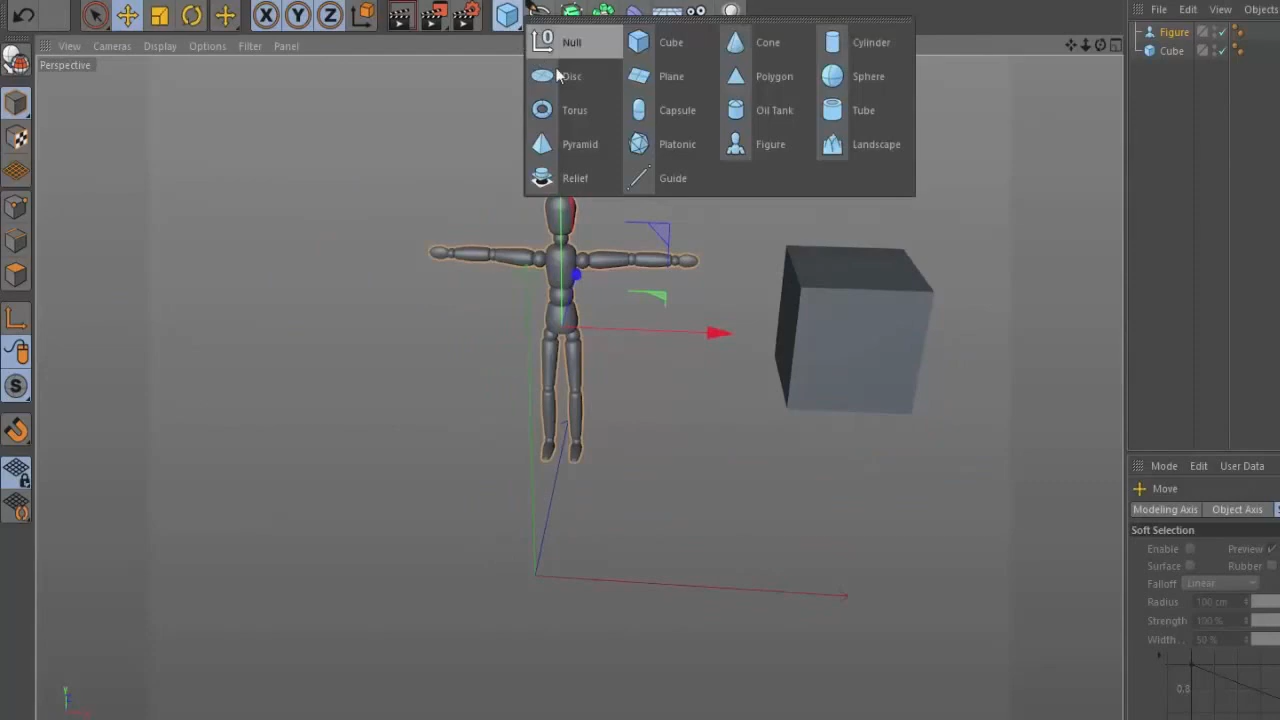 X Y Z
File Edit View Objects
Figure
Cube
View Cameras Display Options Filter Panel
Perspective
0 Null Cube Cone Cylinder
Disc Plane Polygon Sphere
Torus Capsule Oil Tank Tube
Pyramid Platonic Figure Landscape
Relief Guide
S
Mode Edit User Data
Move
Modeling Axis Object Axis
Soft Selection
Enable Preview
Surface Rubber
Falloff Linear
Radius 100 cm
Strength 100 %
Width . . 50 %
Y